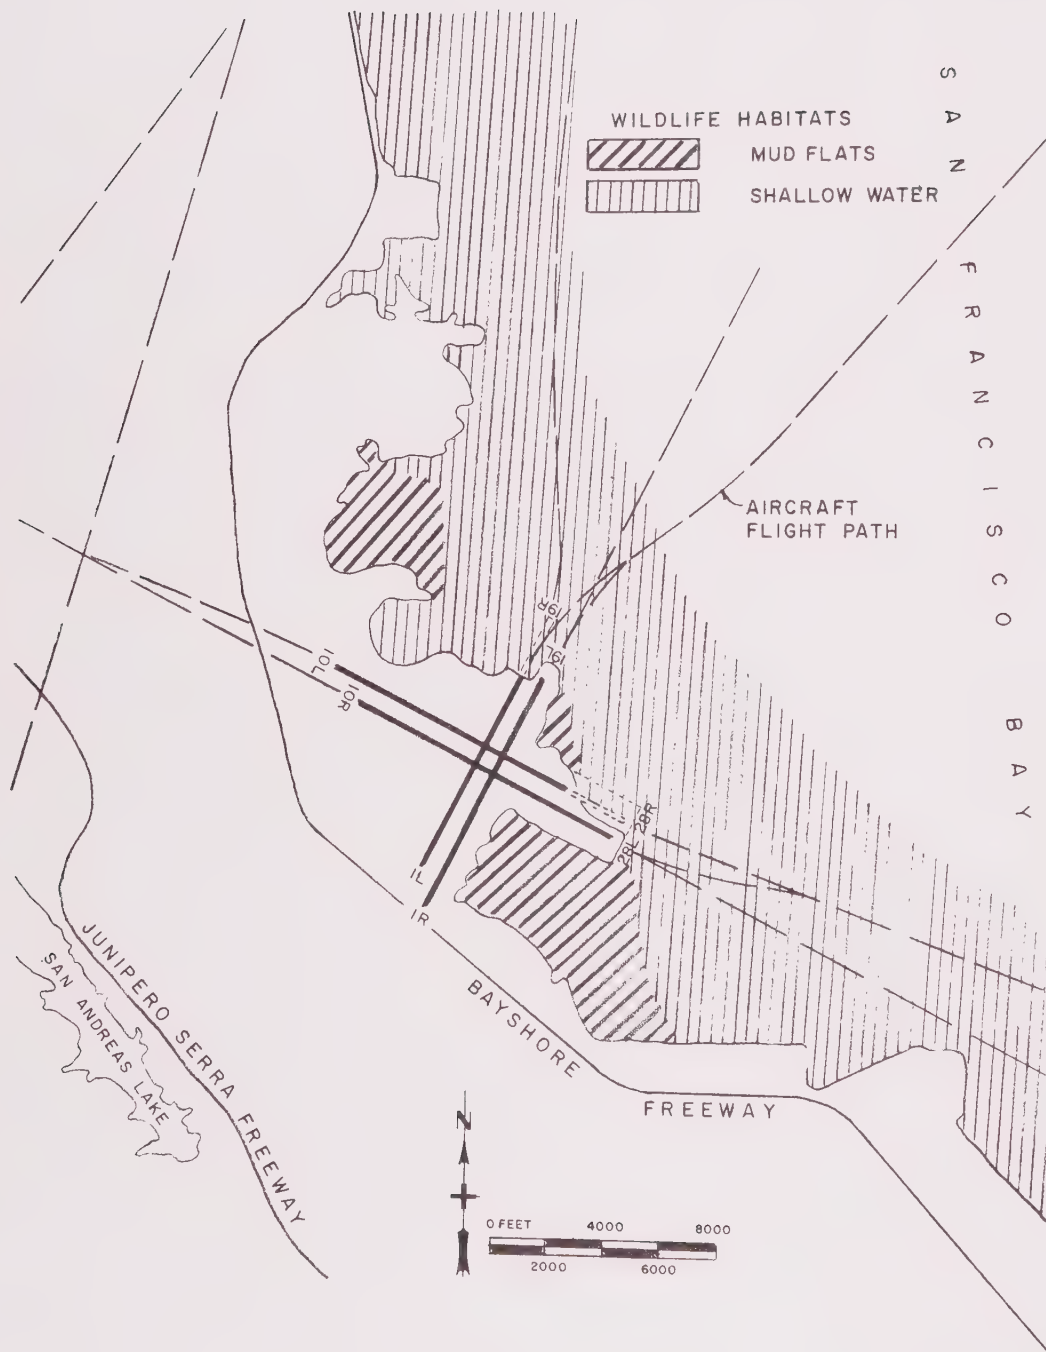 WILDLIFE HABITATS
MUD FLATS
SHALLOW WATER
SAN FRANCISCO BAY
AIRCRAFT
FLIGHT PATH
19R
19L
10L
10R
28R
28L
1L
1R
JUNIPERO SERRA FREEWAY
SAN ANDREAS LAKE
BAYSHORE
FREEWAY
N
0 FEET 4000 8000
2000 6000